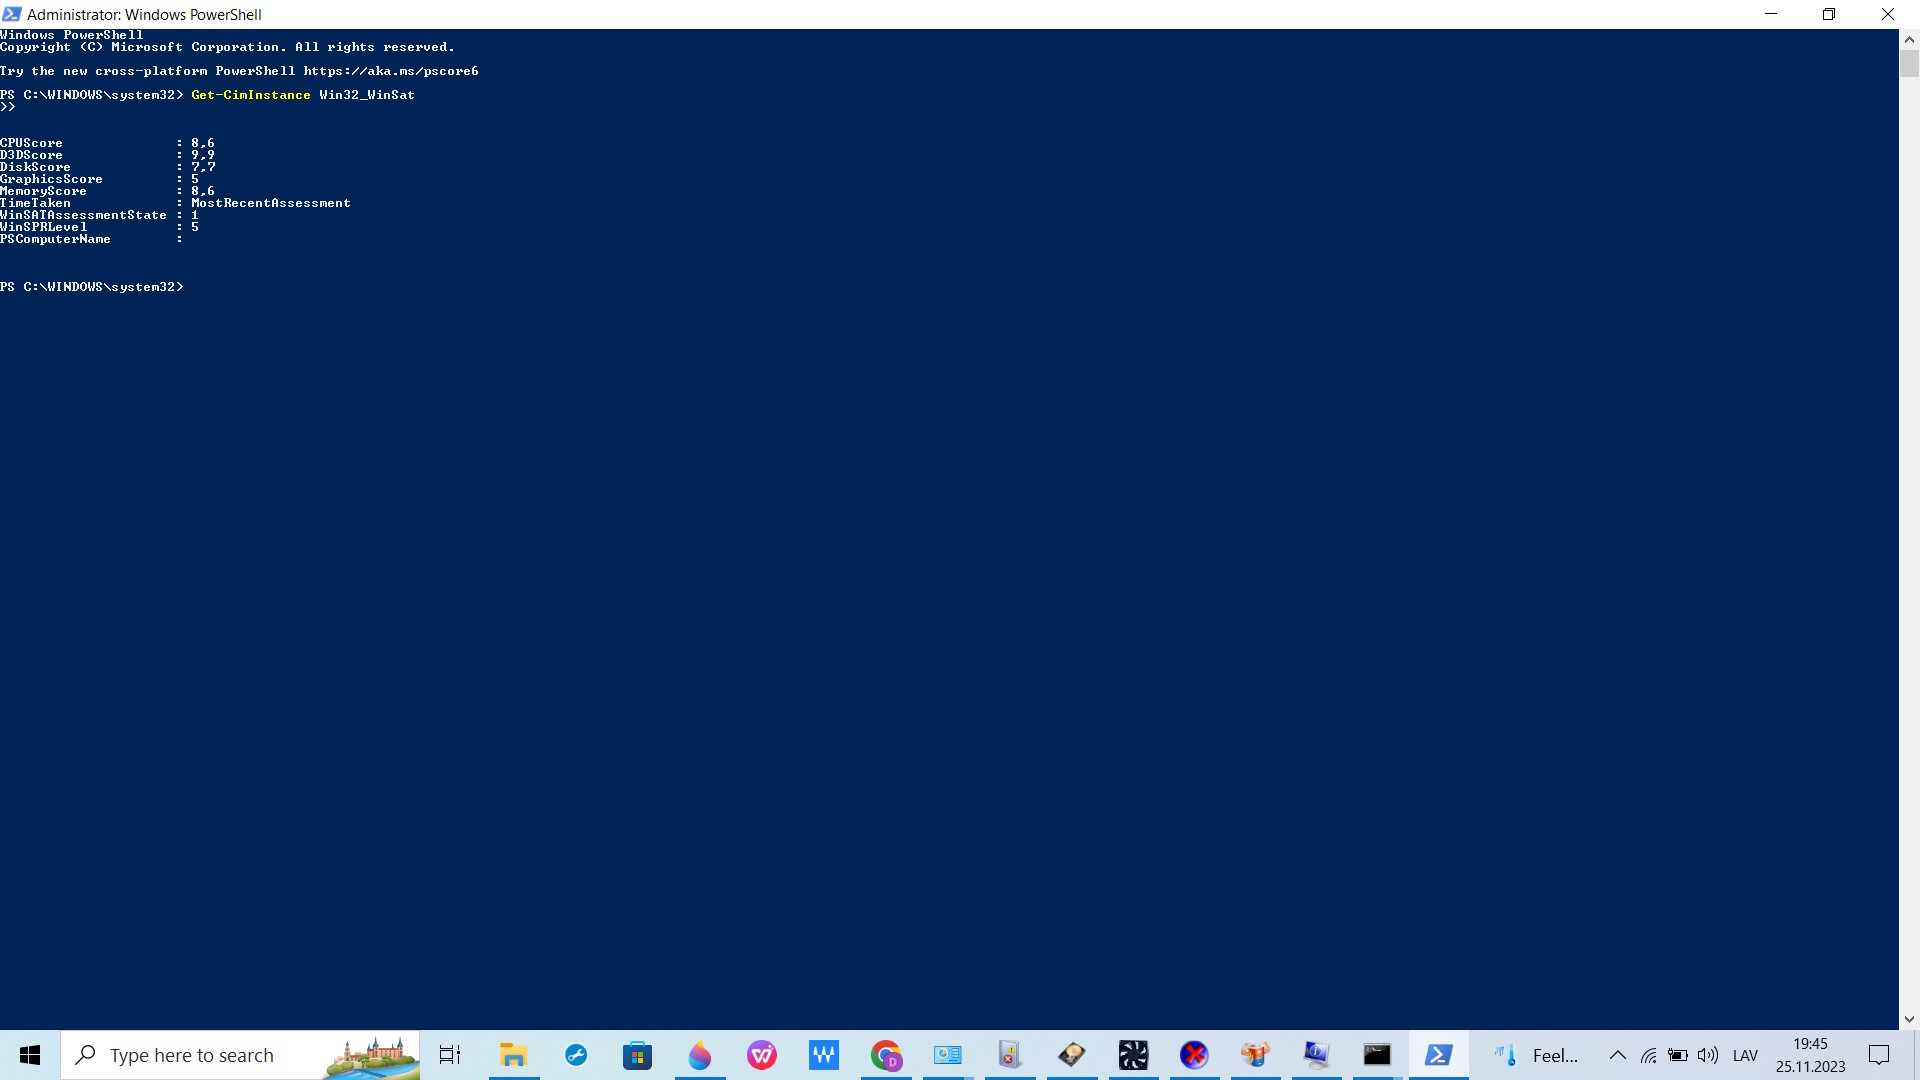 Administrator: Windows PowerShell
Windows PowerShell
Copyright (C) Microsoft Corporation. All rights reserved.
Try the new cross-platform PowerShell https://aka.ms/pscore6
PS C:\WINDOWS\system32> Get-CimInstance Win32_WinSat
>>
CPUScore : 8,6
D3DScore : 9,9
DiskScore : 7,7
GraphicsScore : 5
MemoryScore : 8,6
TimeTaken : MostRecentAssessment
WinSATAssessmentState : 1
WinSPRLevel : 5
PSComputerName :
PS C:\WINDOWS\system32>
Type here to search
Feel...
LAV
19:45
25.11.2023